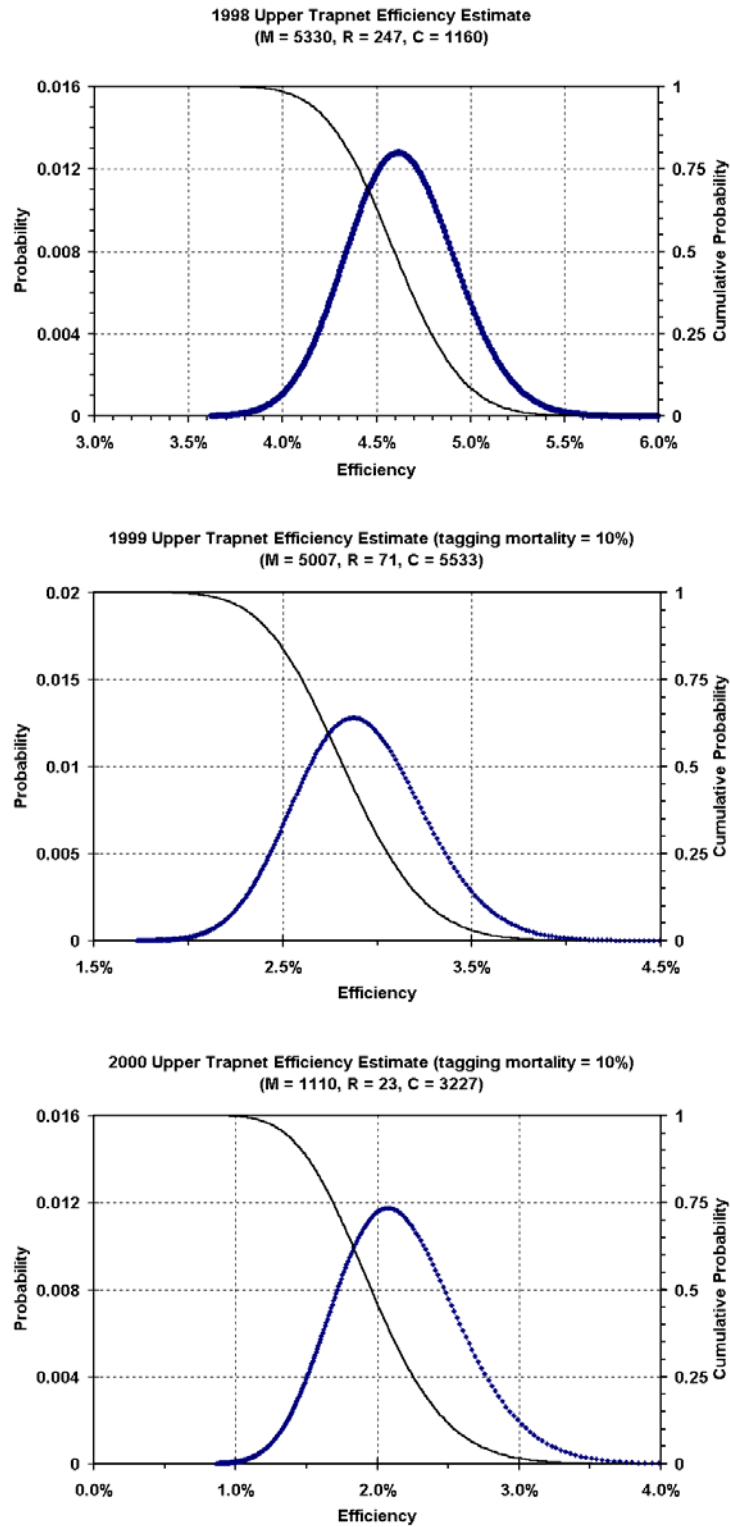 1998 Upper Trapnet Efficiency Estimate
(M = 5330, R = 247, C = 1160)
0.016
0.012
0.008
0.004
0
Probability
1
0.75
0.5
0.25
0
Cumulative Probability
3.0% 3.5% 4.0% 4.5% 5.0% 5.5% 6.0%
Efficiency
1999 Upper Trapnet Efficiency Estimate (tagging mortality = 10%)
(M = 5007, R = 71, C = 5533)
0.02
0.015
0.01
0.005
0
Probability
1
0.75
0.5
0.25
0
Cumulative Probability
1.5% 2.5% 3.5% 4.5%
Efficiency
2000 Upper Trapnet Efficiency Estimate (tagging mortality = 10%)
(M = 1110, R = 23, C = 3227)
0.016
0.012
0.008
0.004
0
Probability
1
0.75
0.5
0.25
0
Cumulative Probability
0.0% 1.0% 2.0% 3.0% 4.0%
Efficiency